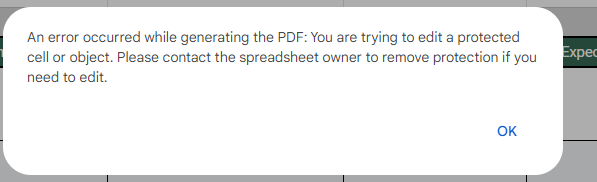 An error occurred while generating the PDF: You are trying to edit a protected
cell or object. Please contact the spreadsheet owner to remove protection if you
need to edit.
Expec
OK